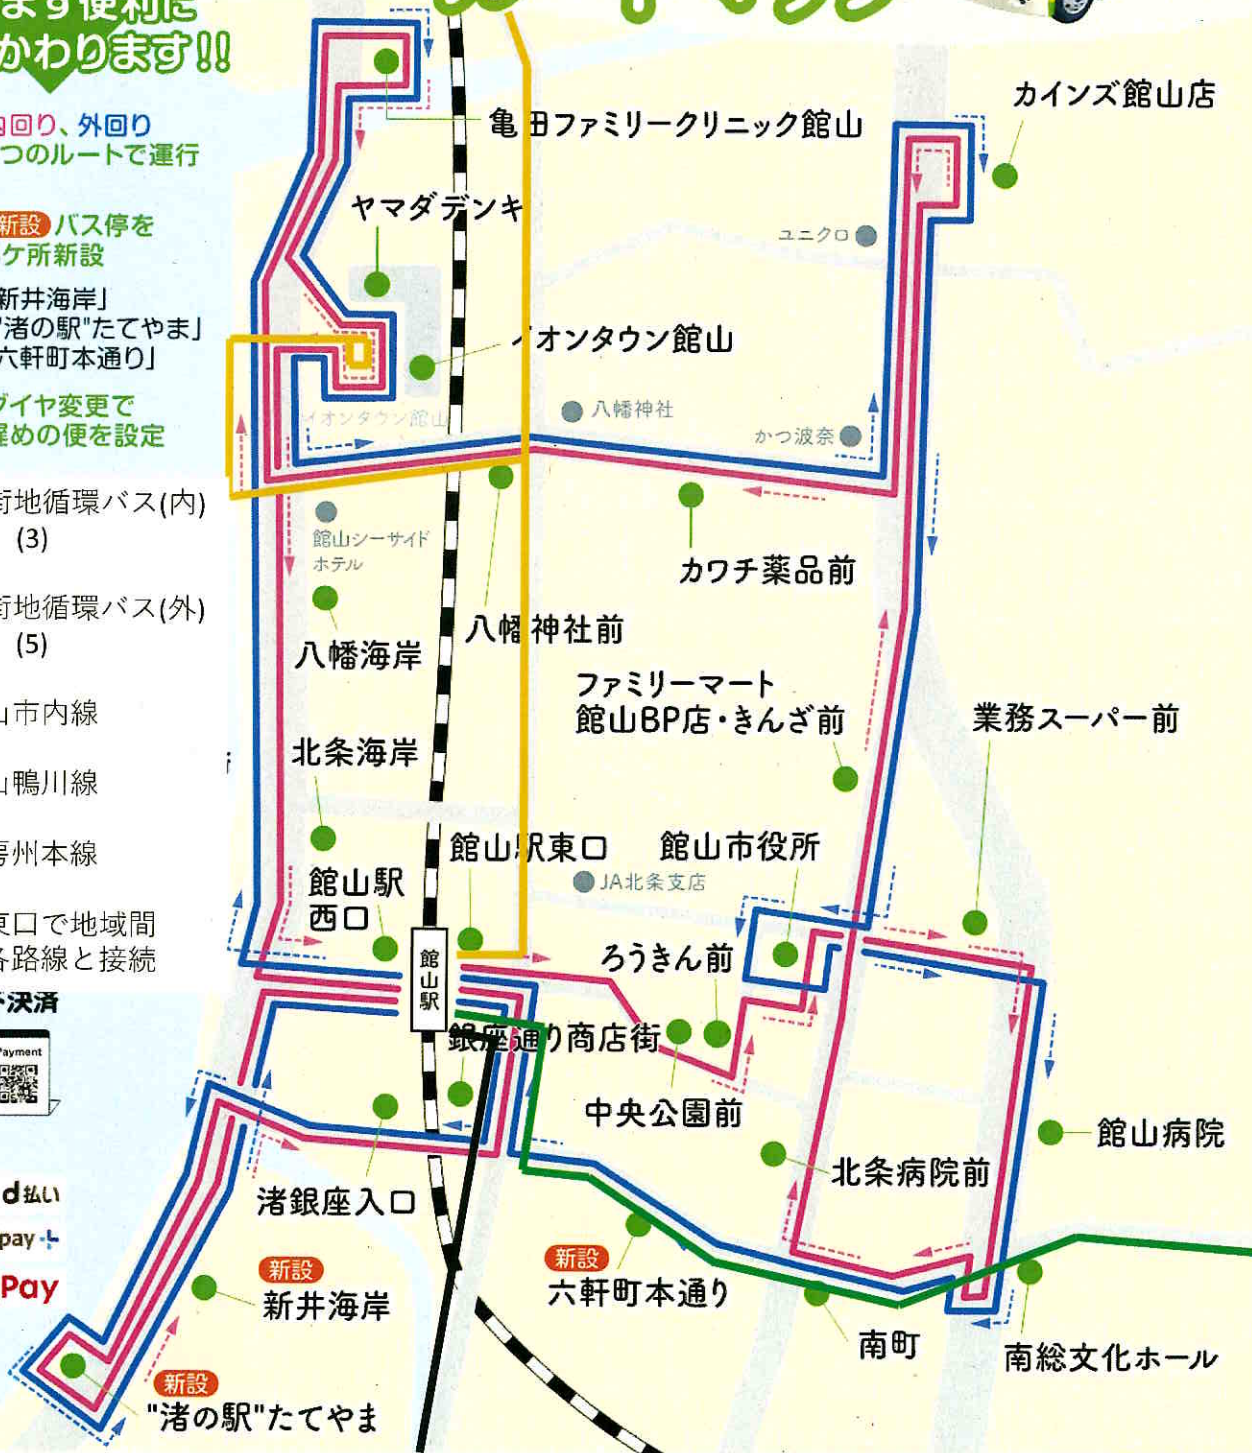 ます便利に
かわります!!
内回り、外回り
つのルートで運行
新設 バス停を
ケ所新設
新井海岸」
"渚の駅"たてやま」
六軒町本通り」
ダイヤ変更で
遅めの便を設定
街地循環バス(内)
(3)
街地循環バス(外)
(5)
山市内線
山鴨川線
房州本線
東口で地域間
各路線と接続
決済
Payment
d払い
pay
Pay
亀田ファミリークリニック館山
カインズ館山店
ヤマダデンキ
ユニクロ
イオンタウン館山
イオンタウン館山
八幡神社
かつ波奈
館山シーサイド
ホテル
カワチ薬品前
八幡海岸
八幡神社前
ファミリーマート
館山BP店・きんざ前
業務スーパー前
北条海岸
館山駅東口
館山市役所
JA北条支店
館山駅
西口
館山駅
ろうきん前
銀座通り商店街
中央公園前
館山病院
北条病院前
渚銀座入口
新設
新井海岸
新設
六軒町本通り
南町
南総文化ホール
新設
"渚の駅"たてやま